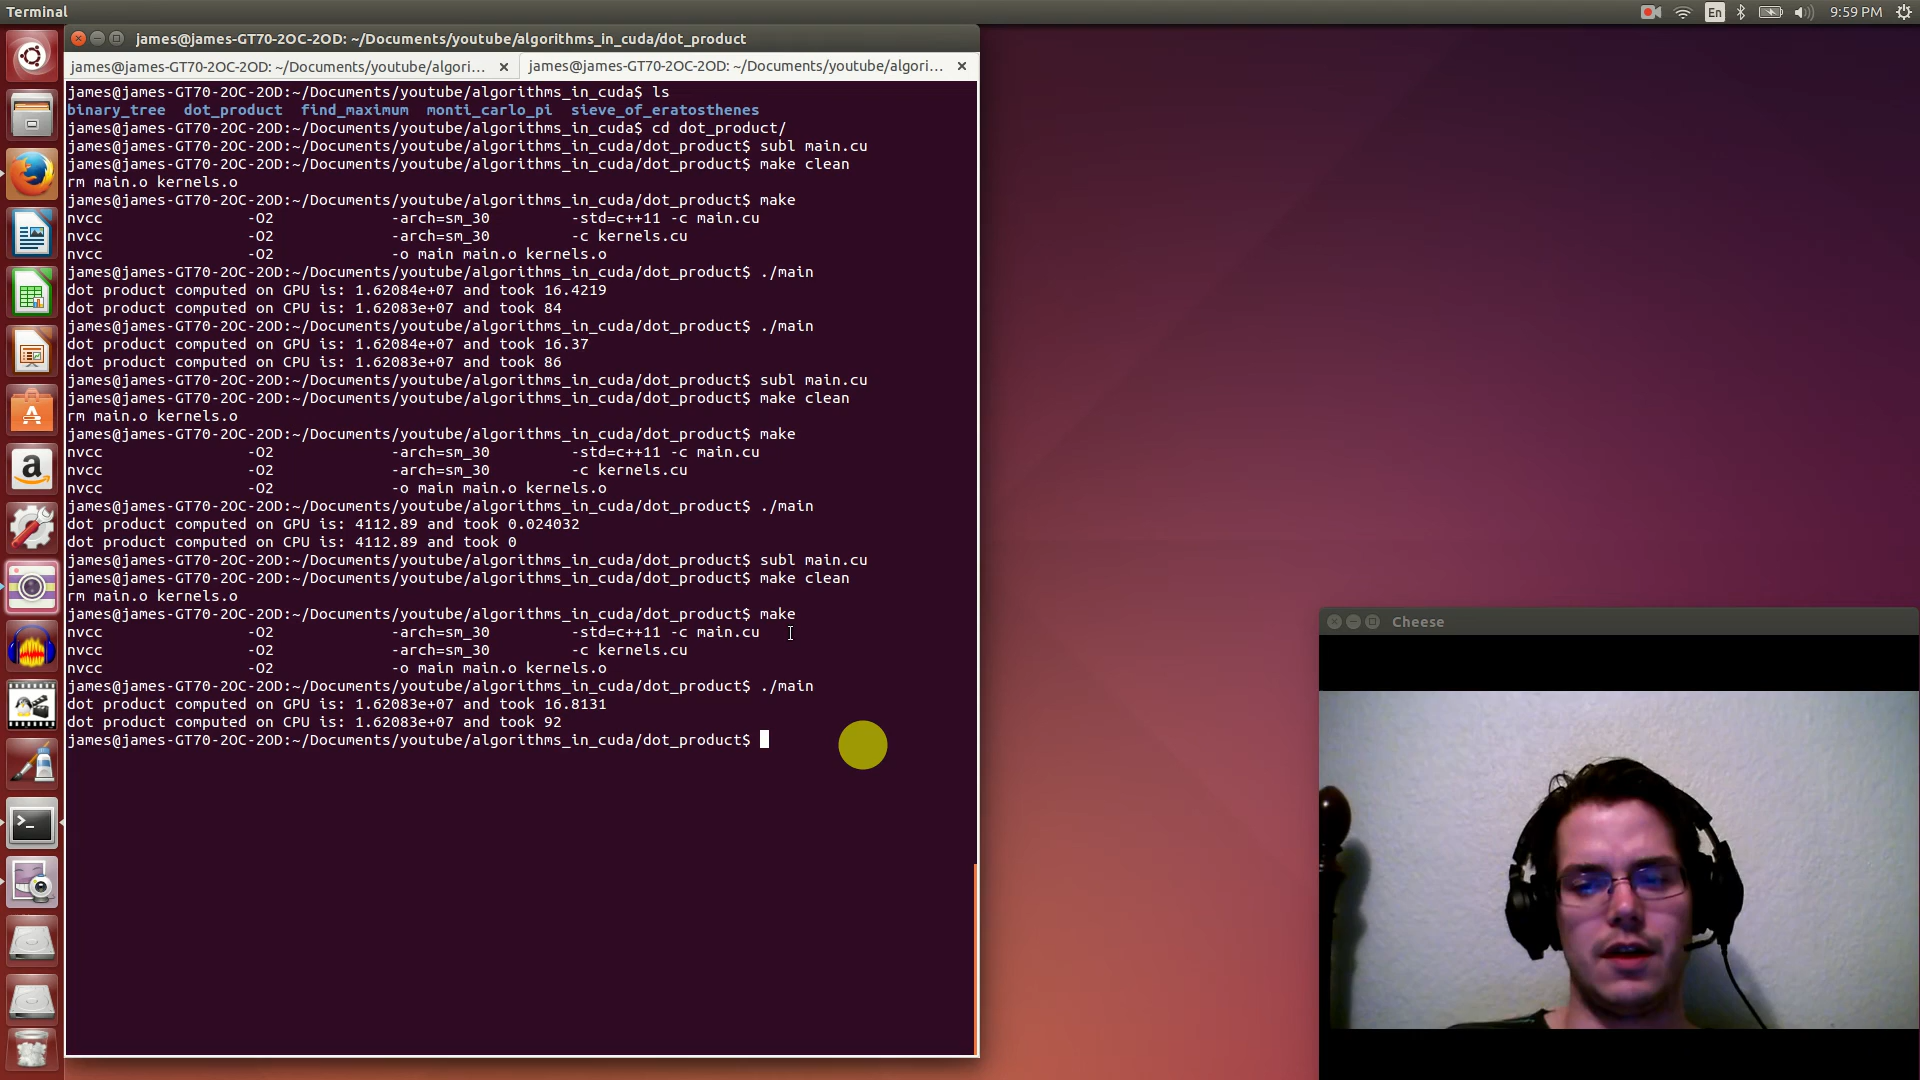 Terminal
En
9:59 PM
james@james-GT70-2OC-2OD: ~/Documents/youtube/algorithms_in_cuda/dot_product
james@james-GT70-2OC-2OD: ~/Documents/youtube/algori...
james@james-GT70-2OC-2OD: ~/Documents/youtube/algori...
james@james-GT70-2OC-2OD:~/Documents/youtube/algorithms_in_cuda$ ls
binary_tree dot_product find_maximum monti_carlo_pi sieve_of_eratosthenes
james@james-GT70-2OC-2OD:~/Documents/youtube/algorithms_in_cuda$ cd dot_product/
james@james-GT70-2OC-2OD:~/Documents/youtube/algorithms_in_cuda/dot_product$ subl main.cu
james@james-GT70-2OC-2OD:~/Documents/youtube/algorithms_in_cuda/dot_product$ make clean
rm main.o kernels.o
james@james-GT70-2OC-2OD:~/Documents/youtube/algorithms_in_cuda/dot_product$ make
nvcc -O2 -arch=sm_30 -std=c++11 -c main.cu
nvcc -O2 -arch=sm_30 -c kernels.cu
nvcc -O2 -o main main.o kernels.o
james@james-GT70-2OC-2OD:~/Documents/youtube/algorithms_in_cuda/dot_product$ ./main
dot product computed on GPU is: 1.62084e+07 and took 16.4219
dot product computed on CPU is: 1.62083e+07 and took 84
james@james-GT70-2OC-2OD:~/Documents/youtube/algorithms_in_cuda/dot_product$ ./main
dot product computed on GPU is: 1.62084e+07 and took 16.37
dot product computed on CPU is: 1.62083e+07 and took 86
james@james-GT70-2OC-2OD:~/Documents/youtube/algorithms_in_cuda/dot_product$ subl main.cu
james@james-GT70-2OC-2OD:~/Documents/youtube/algorithms_in_cuda/dot_product$ make clean
rm main.o kernels.o
james@james-GT70-2OC-2OD:~/Documents/youtube/algorithms_in_cuda/dot_product$ make
nvcc -O2 -arch=sm_30 -std=c++11 -c main.cu
nvcc -O2 -arch=sm_30 -c kernels.cu
nvcc -O2 -o main main.o kernels.o
james@james-GT70-2OC-2OD:~/Documents/youtube/algorithms_in_cuda/dot_product$ ./main
dot product computed on GPU is: 4112.89 and took 0.024032
dot product computed on CPU is: 4112.89 and took 0
james@james-GT70-2OC-2OD:~/Documents/youtube/algorithms_in_cuda/dot_product$ subl main.cu
james@james-GT70-2OC-2OD:~/Documents/youtube/algorithms_in_cuda/dot_product$ make clean
rm main.o kernels.o
james@james-GT70-2OC-2OD:~/Documents/youtube/algorithms_in_cuda/dot_product$ make
nvcc -O2 -arch=sm_30 -std=c++11 -c main.cu
nvcc -O2 -arch=sm_30 -c kernels.cu
nvcc -O2 -o main main.o kernels.o
james@james-GT70-2OC-2OD:~/Documents/youtube/algorithms_in_cuda/dot_product$ ./main
dot product computed on GPU is: 1.62083e+07 and took 16.8131
dot product computed on CPU is: 1.62083e+07 and took 92
james@james-GT70-2OC-2OD:~/Documents/youtube/algorithms_in_cuda/dot_product$
Cheese